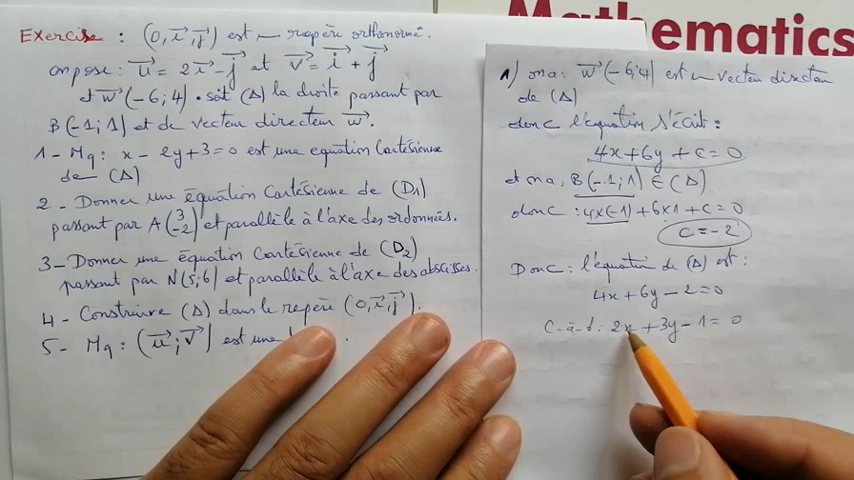 Mathematics
Exercise : (0,i⃗,j⃗) est un repère orthonormé.
on pose: u⃗ = 2i⃗-j⃗ et v⃗ = i⃗ + j⃗
et w⃗(-6;4). soit (Δ) la droite passant par
B(-1;1) et de vecteur directeur w⃗.
1- Mq: x - 2y+3=0 est une équation Cartésienne
de (Δ)
2 - Donner une équation Cartésienne de (D1)
passant par A(3 -2) et parallèle à l'axe des ordonnées.
3- Donner une équation Cartésienne de (D2)
passant par N(5;6) et parallèle à l'axe des abscisses.
4 - Construire (Δ) dans le repère (0,i⃗,j⃗).
5- Mq: (u⃗;v⃗) est une
1) on a: w⃗(-6;4) est un vecteur directeur
de (Δ)
donc l'équation s'écrit:
4x+6y+c=0
et on a, B(-1;1) ∈ (Δ)
donc : 4x(-1)+6x1+c=0
c=-2
Donc: l'équation de (Δ) est:
4x+6y-2=0
c-à-d: 2x+3y-1=0